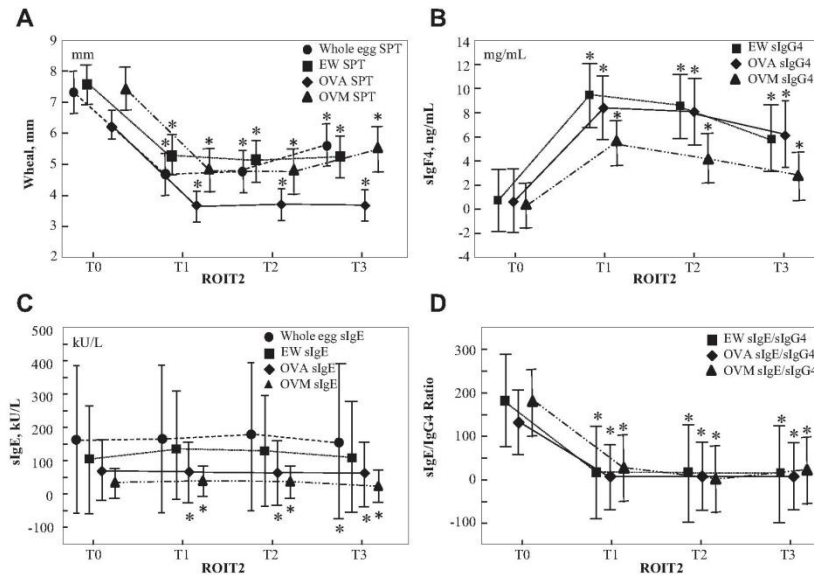 A
mm
Whole egg SPT
EW SPT
OVA SPT
OVM SPT
Wheal, mm
9
8
7
6
5
4
3
2
* * * * * * * * * * *
T0 T1 T2 T3
ROIT2
B
mg/mL
EW sIgG4
OVA sIgG4
OVM sIgG4
sIgF4, ng/mL
14
12
10
8
6
4
2
0
-2
-4
* * * * * * * * *
T0 T1 T2 T3
ROIT2
C
kU/L
Whole egg sIgE
EW sIgE
OVA sIgE
OVM sIgE
sIgE, kU/L
500
400
300
200
100
0
-100
* * * * * * *
T0 T1 T2 T3
ROIT2
D
EW sIgE/sIgG4
OVA sIgE/sIgG4
OVM sIgE/sIgG4
sIgE/IgG4 Ratio
300
200
150
0
-100
* * * * * * * * *
T0 T1 T2 T3
ROIT2